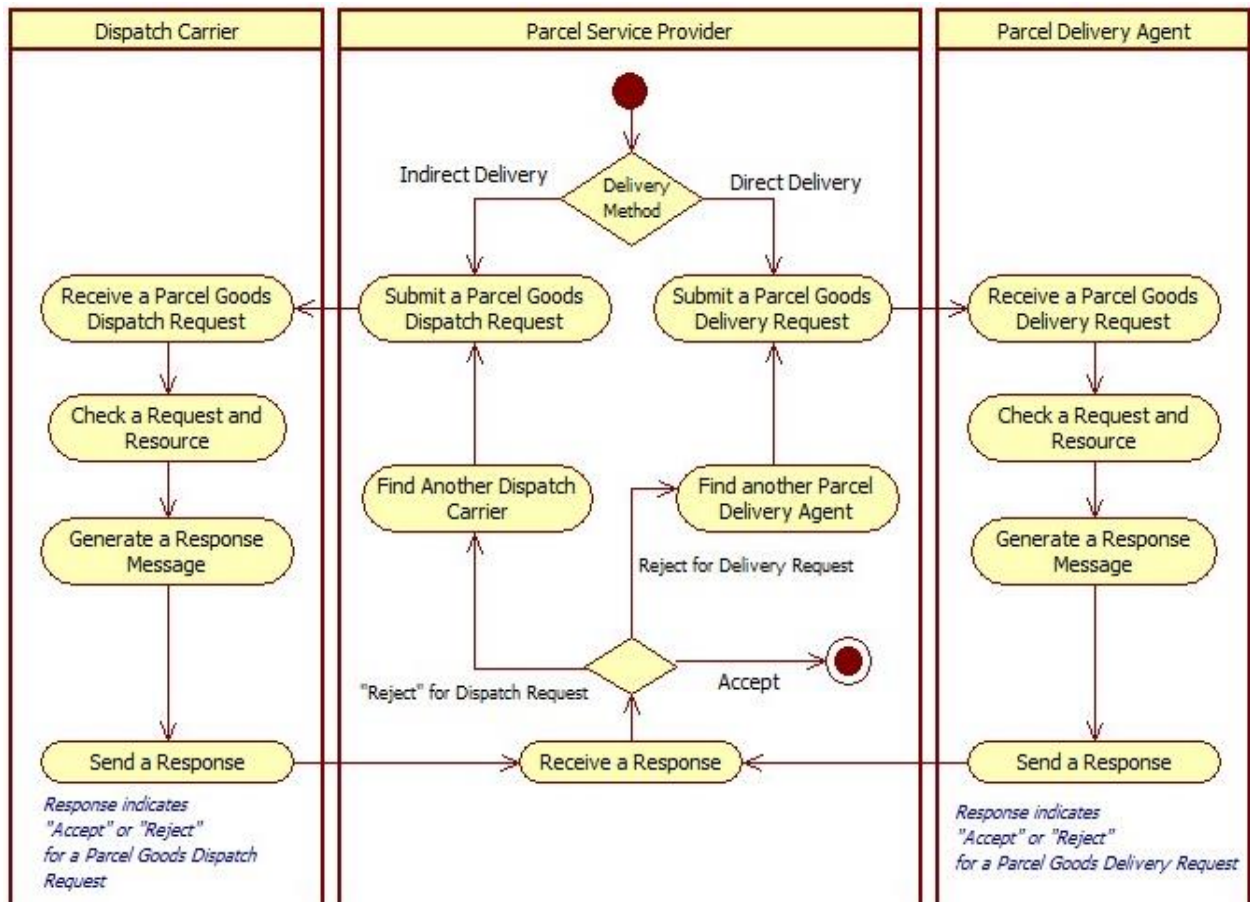 Dispatch Carrier
Parcel Service Provider
Parcel Delivery Agent
Indirect Delivery
Delivery
Method
Direct Delivery
Receive a Parcel Goods
Dispatch Request
Submit a Parcel Goods
Dispatch Request
Submit a Parcel Goods
Delivery Request
Receive a Parcel Goods
Delivery Request
Check a Request and
Resource
Check a Request and
Resource
Find Another Dispatch
Carrier
Find another Parcel
Delivery Agent
Generate a Response
Message
Generate a Response
Message
Reject for Delivery Request
"Reject" for Dispatch Request
Accept
Send a Response
Receive a Response
Send a Response
Response indicates
"Accept" or "Reject"
for a Parcel Goods Dispatch
Request
Response indicates
"Accept" or "Reject"
for a Parcel Goods Delivery Request